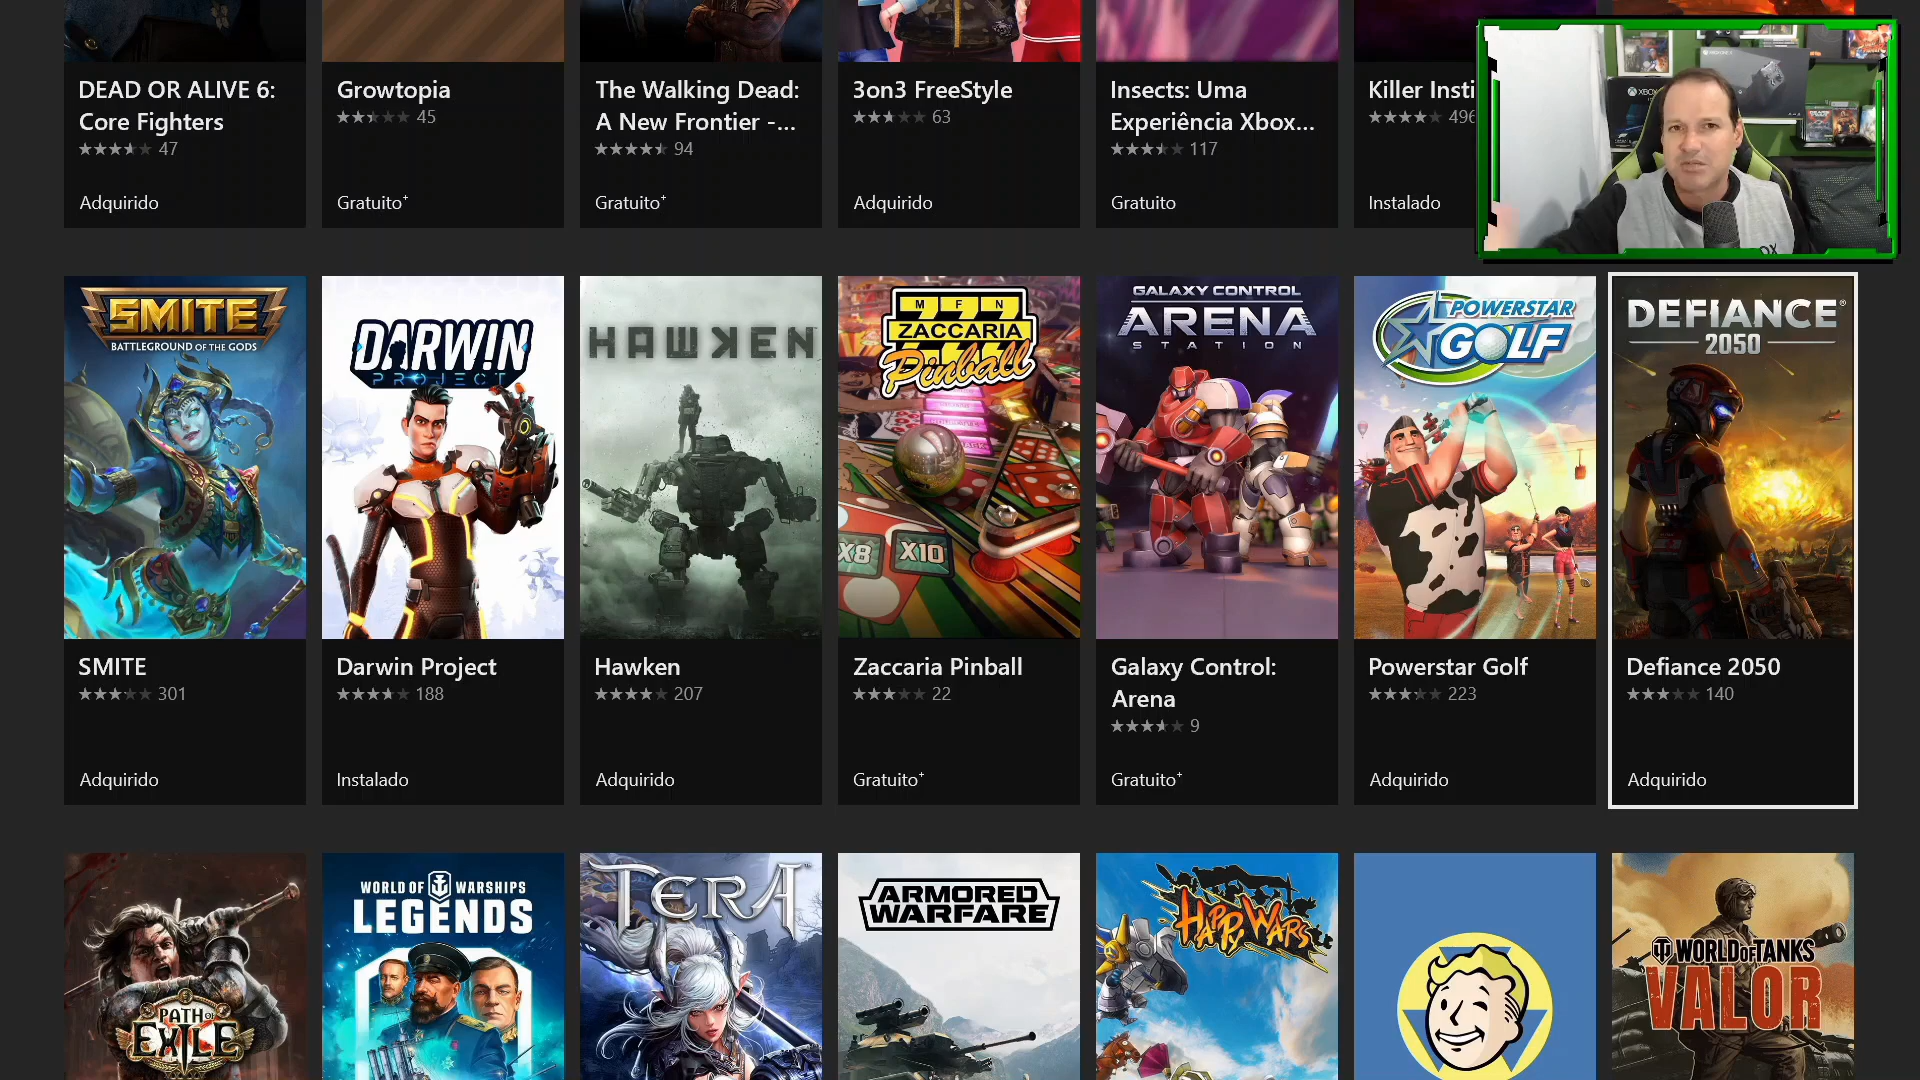 DEAD OR ALIVE 6:
Core Fighters
47
Adquirido
Growtopia
45
Gratuito+
The Walking Dead:
A New Frontier -...
94
Gratuito+
3on3 FreeStyle
63
Adquirido
Insects: Uma
Experiência Xbox...
117
Gratuito
Killer Insti
496
Instalado
XBOX
SMITE
BATTLEGROUND OF THE GODS
SMITE
301
Adquirido
DARWIN
PROJECT
Darwin Project
188
Instalado
HAWKEN
Hawken
207
Adquirido
MFN
ZACCARIA
Pinball
X8
X10
Zaccaria Pinball
22
Gratuito+
GALAXY CONTROL
ARENA
STATION
Galaxy Control:
Arena
9
Gratuito+
POWERSTAR
GOLF
Powerstar Golf
223
Adquirido
DEFIANCE®
2050
Defiance 2050
140
Adquirido
PATH OF
EXILE
WORLD OF WARSHIPS
LEGENDS
TERA
ARMORED
WARFARE
HAPPY WARS
WORLD OF TANKS
VALOR